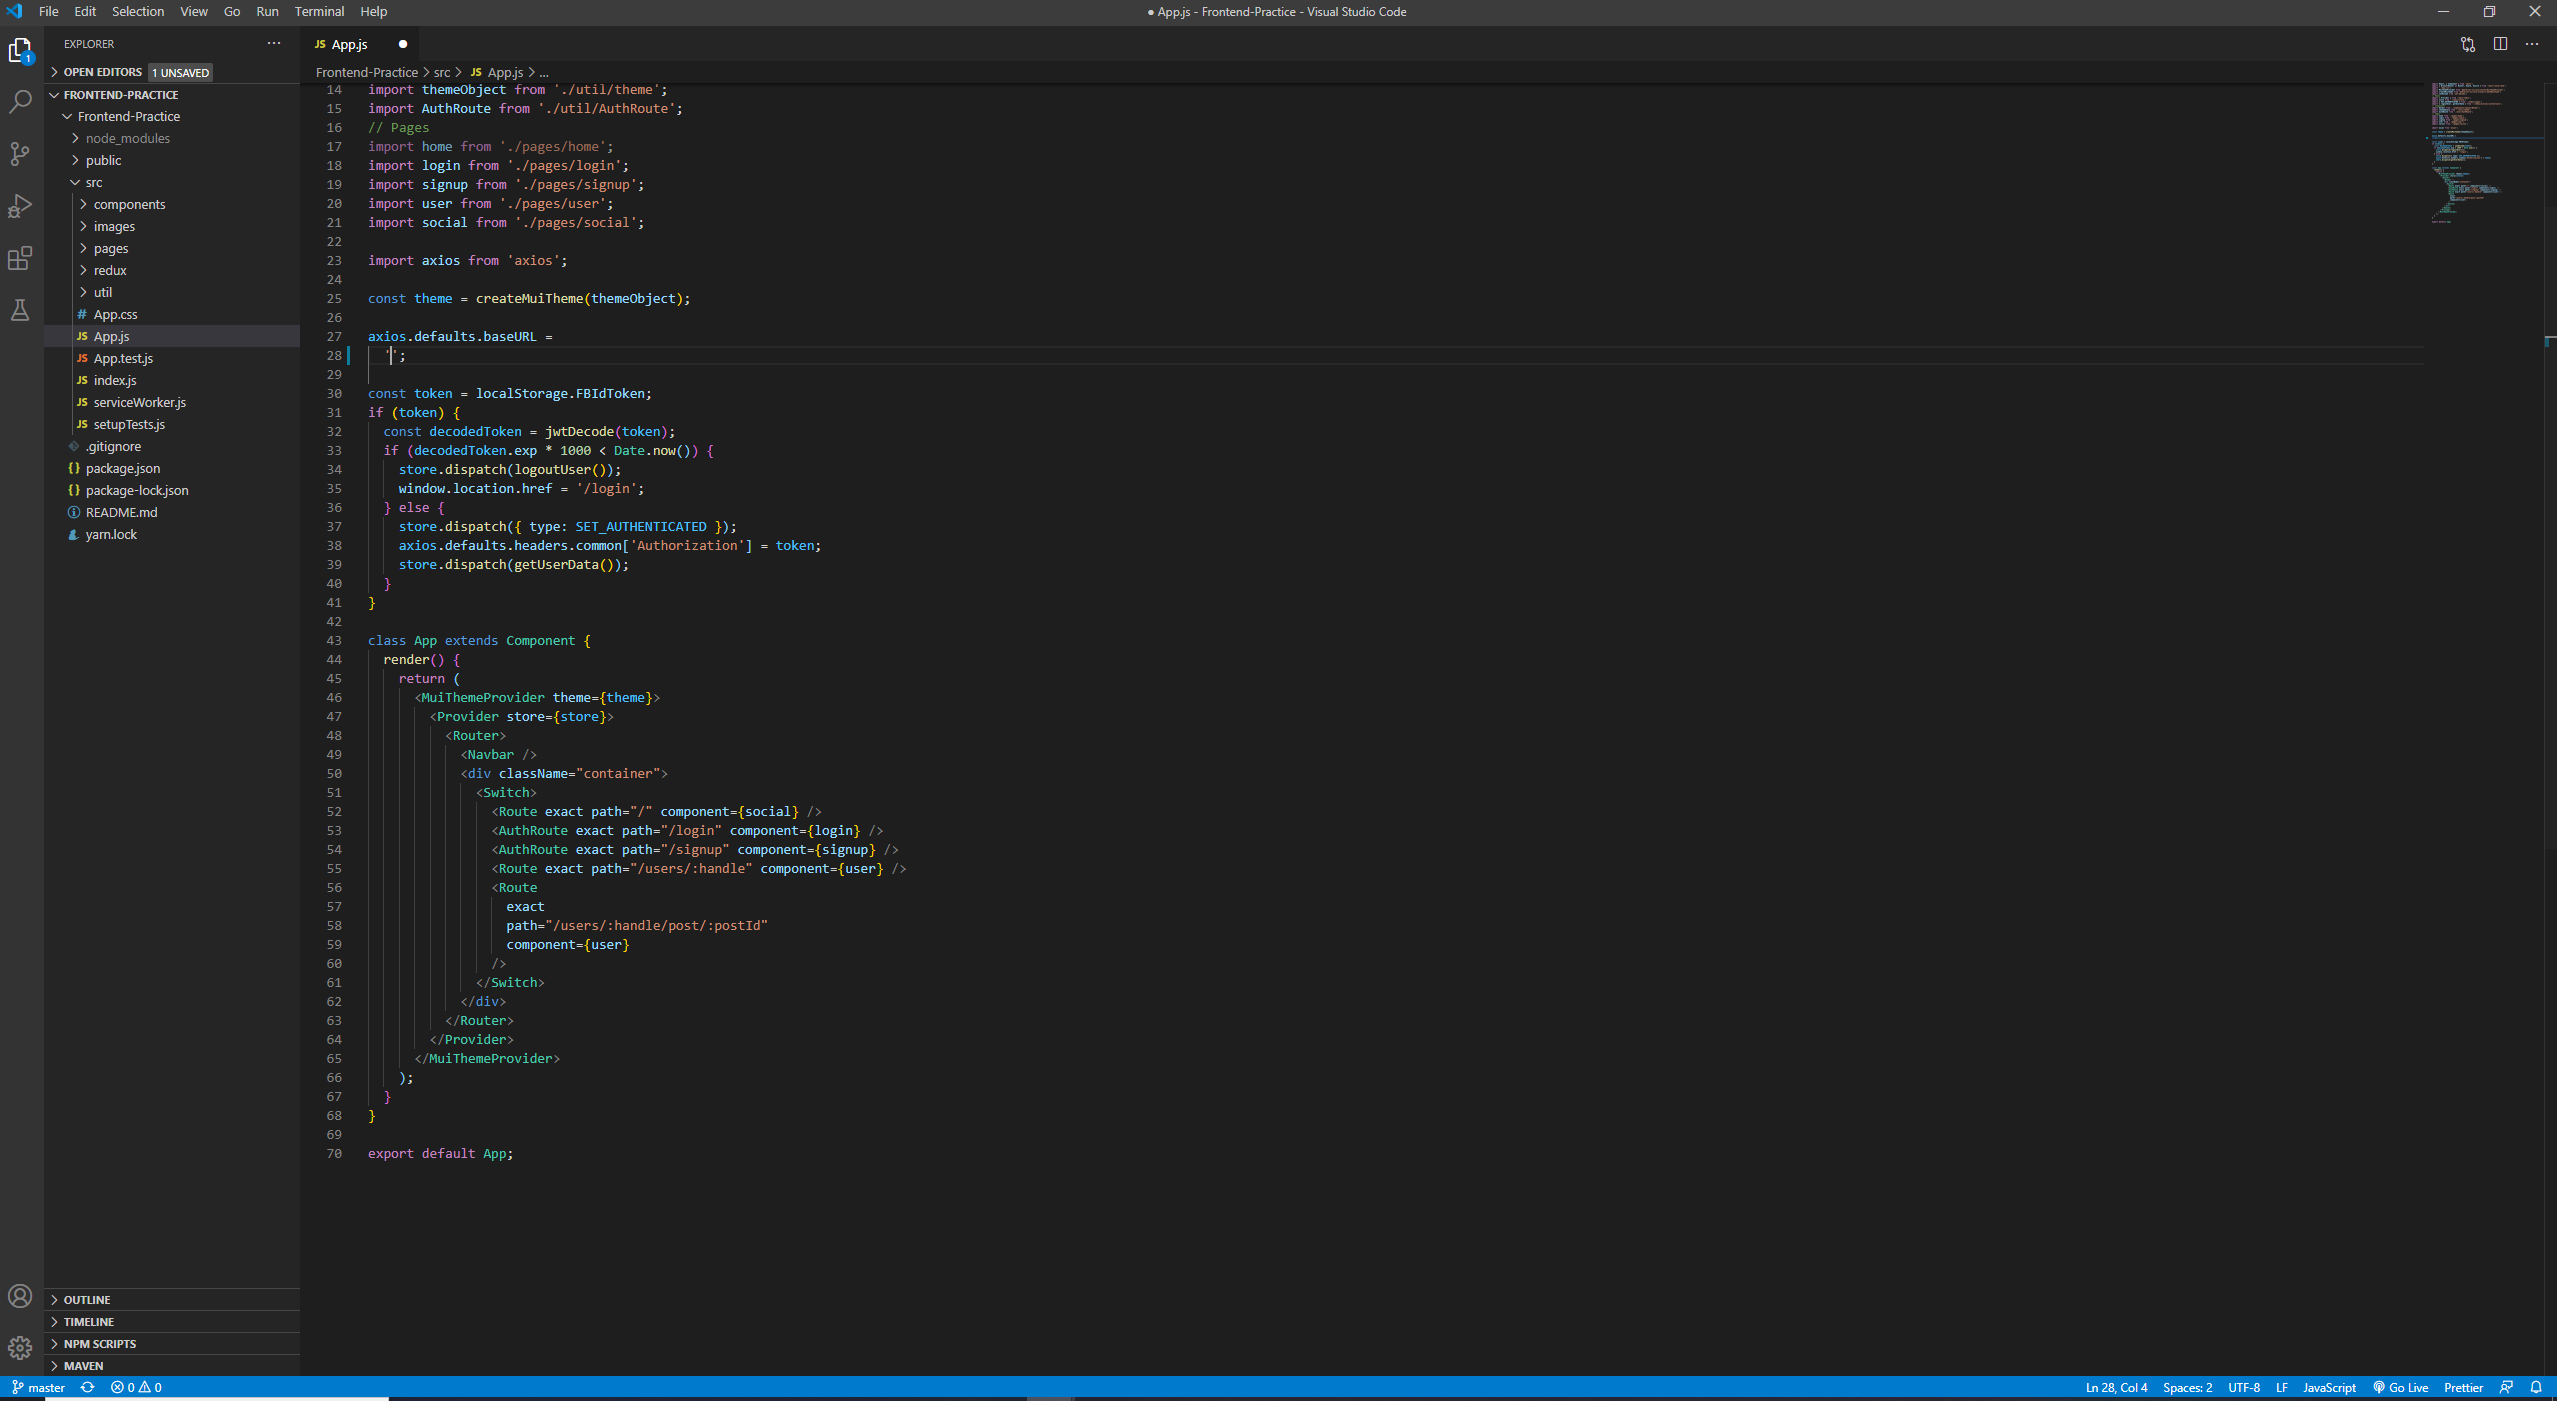 File Edit Selection View Go Run Terminal Help
● App.js - Frontend-Practice - Visual Studio Code
EXPLORER
OPEN EDITORS 1 UNSAVED
FRONTEND-PRACTICE
Frontend-Practice
node_modules
public
src
components
images
pages
redux
util
# App.css
JS App.js
JS App.test.js
JS index.js
JS serviceWorker.js
JS setupTests.js
.gitignore
{} package.json
{} package-lock.json
README.md
yarn.lock
OUTLINE
TIMELINE
NPM SCRIPTS
MAVEN
1
JS App.js ●
Frontend-Practice > src > JS App.js > ...
14 import themeObject from './util/theme';
15 import AuthRoute from './util/AuthRoute';
16 // Pages
17 import home from './pages/home';
18 import login from './pages/login';
19 import signup from './pages/signup';
20 import user from './pages/user';
21 import social from './pages/social';
22
23 import axios from 'axios';
24
25 const theme = createMuiTheme(themeObject);
26
27 axios.defaults.baseURL =
28 '';
29
30 const token = localStorage.FBIdToken;
31 if (token) {
32 const decodedToken = jwtDecode(token);
33 if (decodedToken.exp * 1000 < Date.now()) {
34 store.dispatch(logoutUser());
35 window.location.href = '/login';
36 } else {
37 store.dispatch({ type: SET_AUTHENTICATED });
38 axios.defaults.headers.common['Authorization'] = token;
39 store.dispatch(getUserData());
40 }
41 }
42
43 class App extends Component {
44 render() {
45 return (
46 <MuiThemeProvider theme={theme}>
47 <Provider store={store}>
48 <Router>
49 <Navbar />
50 <div className="container">
51 <Switch>
52 <Route exact path="/" component={social} />
53 <AuthRoute exact path="/login" component={login} />
54 <AuthRoute exact path="/signup" component={signup} />
55 <Route exact path="/users/:handle" component={user} />
56 <Route
57 exact
58 path="/users/:handle/post/:postId"
59 component={user}
60 />
61 </Switch>
62 </div>
63 </Router>
64 </Provider>
65 </MuiThemeProvider>
66 );
67 }
68 }
69
70 export default App;
master 0 0
Ln 28, Col 4 Spaces: 2 UTF-8 LF JavaScript Go Live Prettier